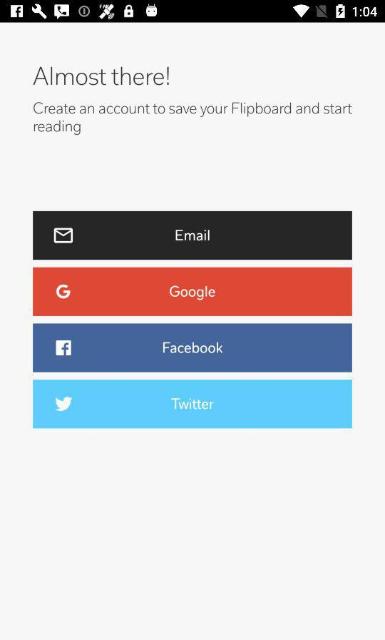 1:04
Almost there!
Create an account to save your Flipboard and start
reading
Email
Google
Facebook
Twitter